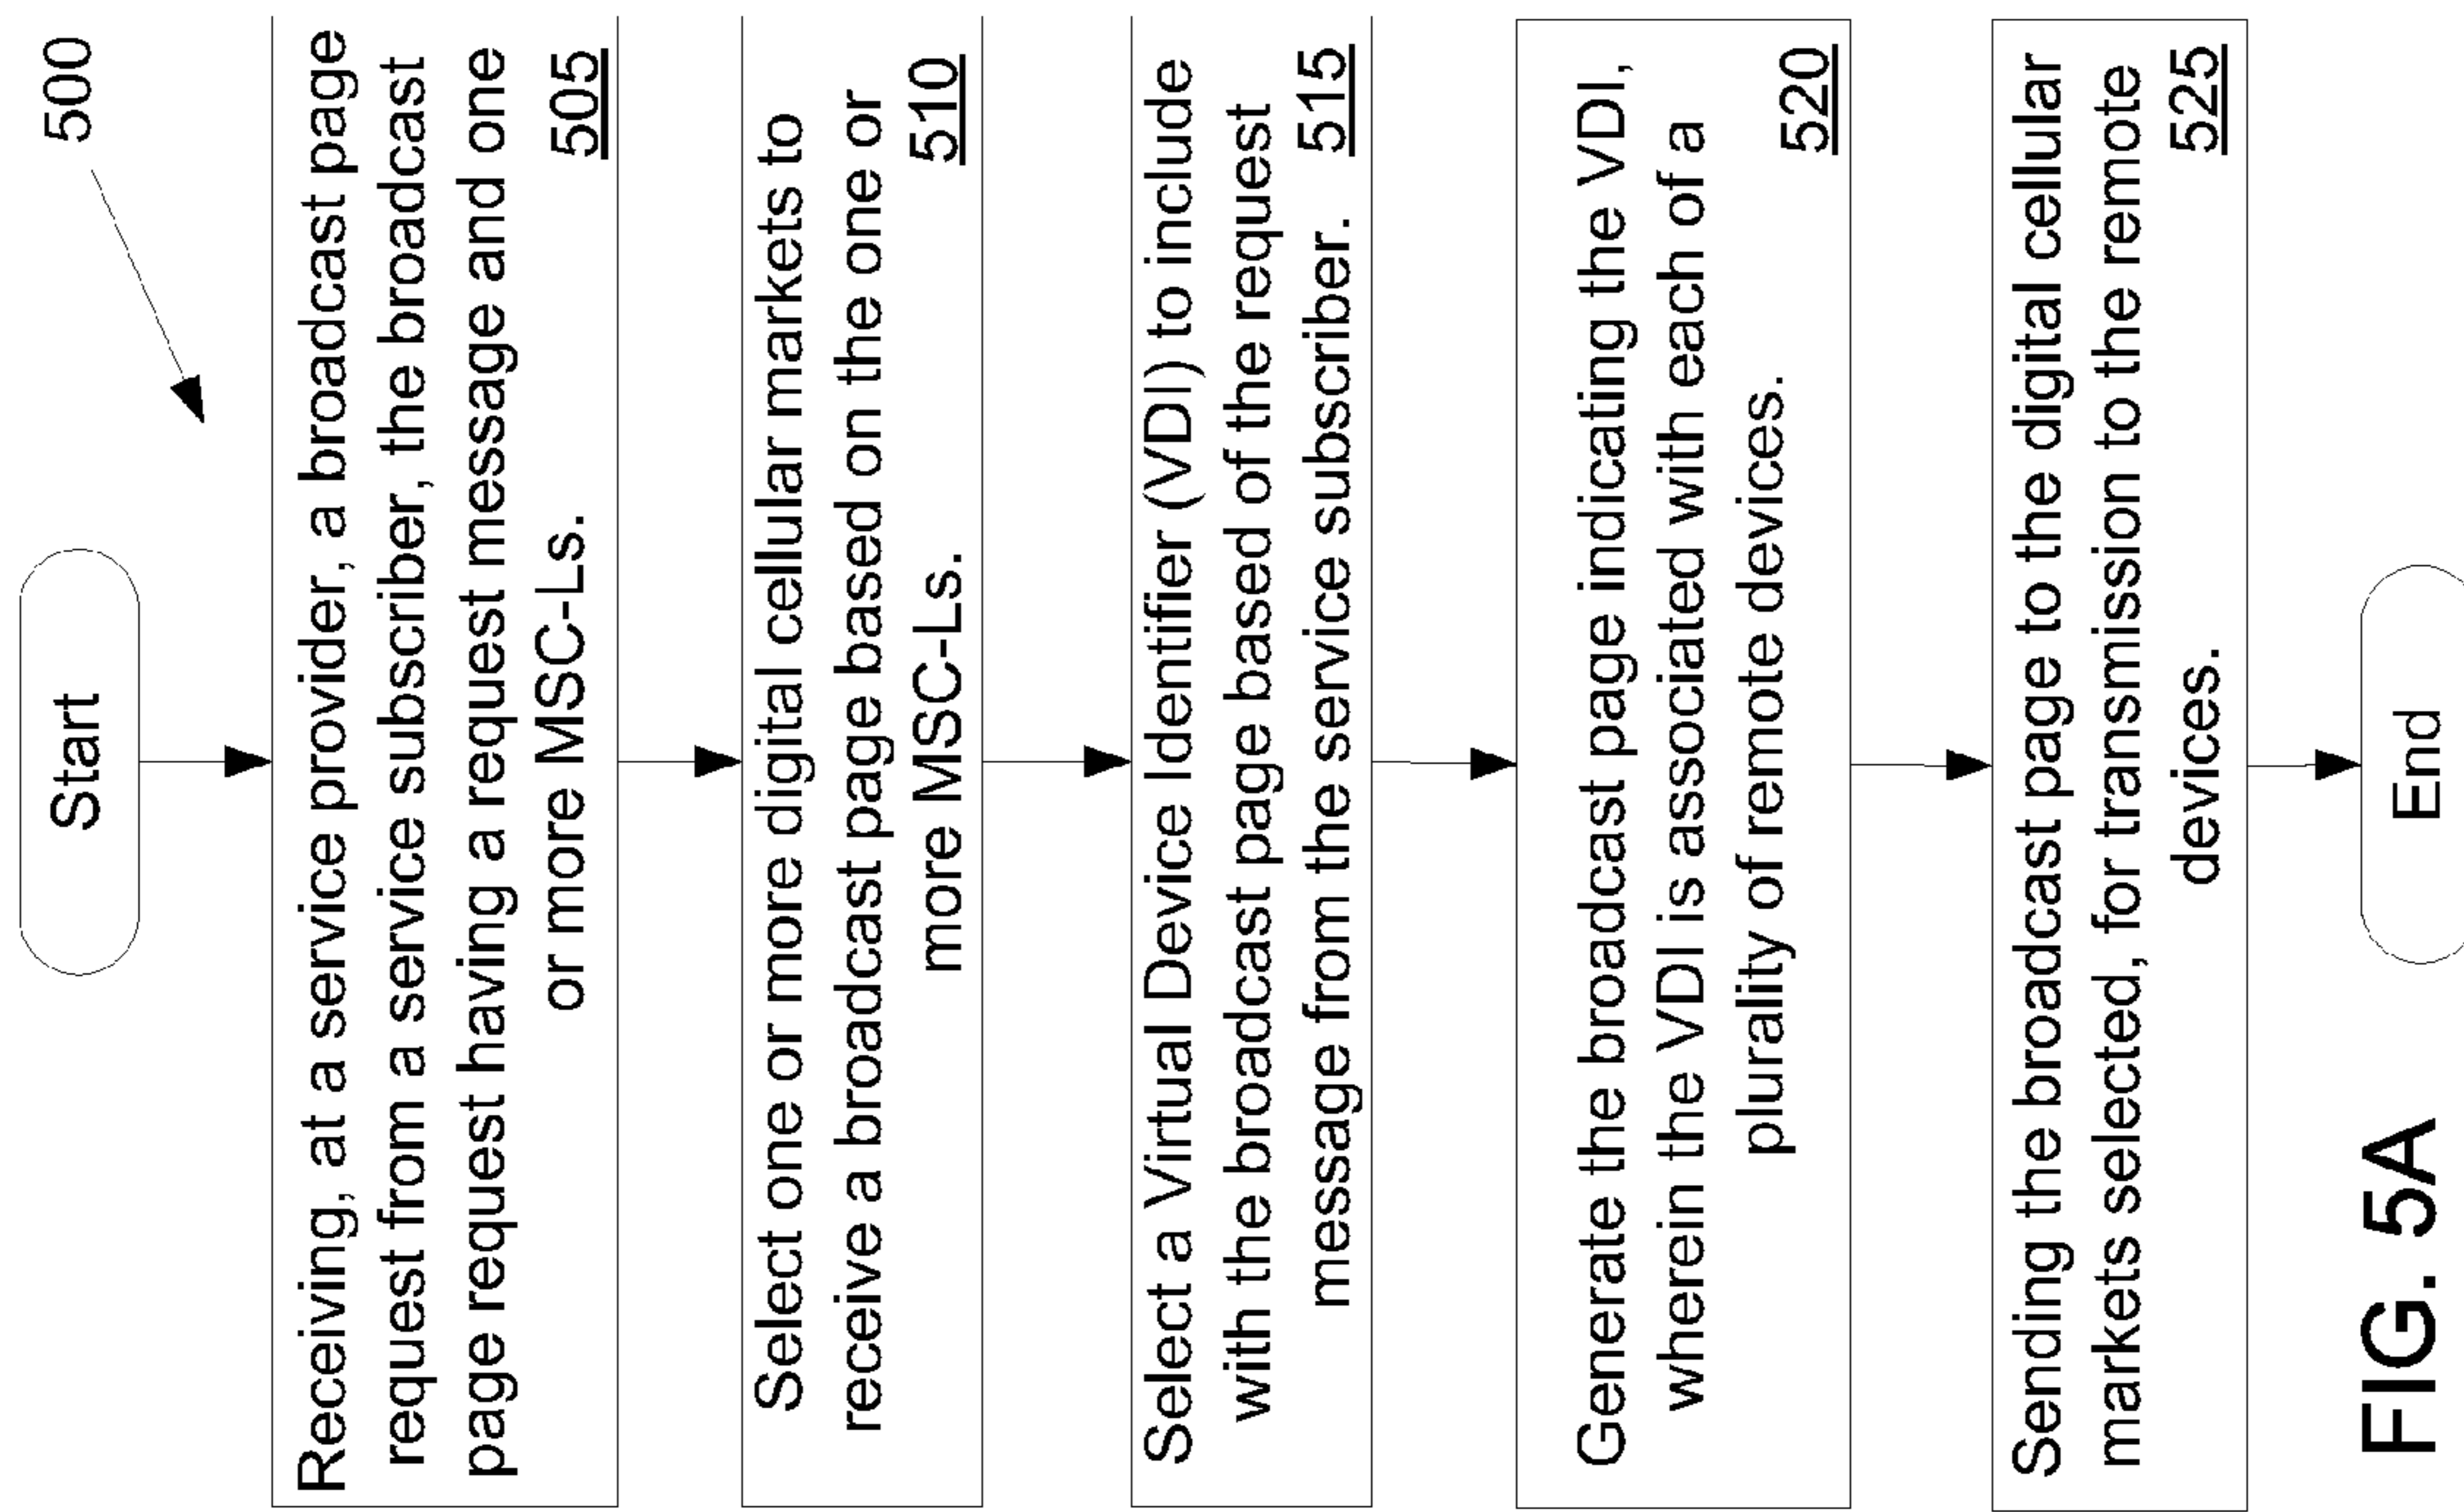 500
Start
Receiving, at a service provider, a broadcast page
request from a service subscriber, the broadcast
page request having a request message and one
or more MSC-Ls.
505
Select one or more digital cellular markets to
receive a broadcast page based on the one or
more MSC-Ls.
510
Select a Virtual Device Identifier (VDI) to include
with the broadcast page based of the request
message from the service subscriber. 515
Generate the broadcast page indicating the VDI,
wherein the VDI is associated with each of a
plurality of remote devices.
520
Sending the broadcast page to the digital cellular
markets selected, for transmission to the remote
devices.
525
End
FIG. 5A